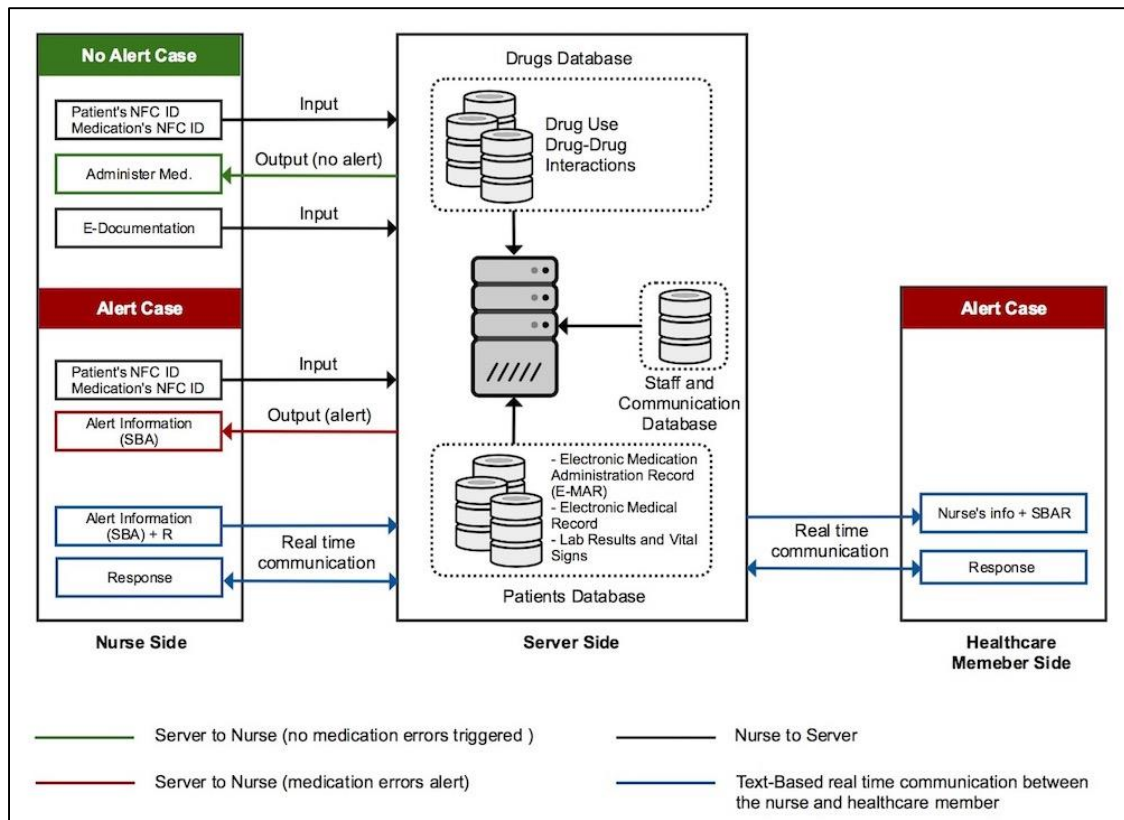 No Alert Case
Patient's NFC ID
Medication's NFC ID
Input
Administer Med.
Output (no alert)
E-Documentation
Input
Alert Case
Patient's NFC ID
Medication's NFC ID
Input
Alert Information
(SBA)
Output (alert)
Alert Information
(SBA) + R
Real time
communication
Response
Nurse Side
Drugs Database
Drug Use
Drug-Drug
Interactions
Staff and
Communication
Database
- Electronic Medication
Administration Record
(E-MAR)
- Electronic Medical
Record
- Lab Results and Vital
Signs
Patients Database
Server Side
Alert Case
Nurse's info + SBAR
Real time
communication
Response
Healthcare
Memeber Side
Server to Nurse (no medication errors triggered )
Nurse to Server
Server to Nurse (medication errors alert)
Text-Based real time communication between
the nurse and healthcare member